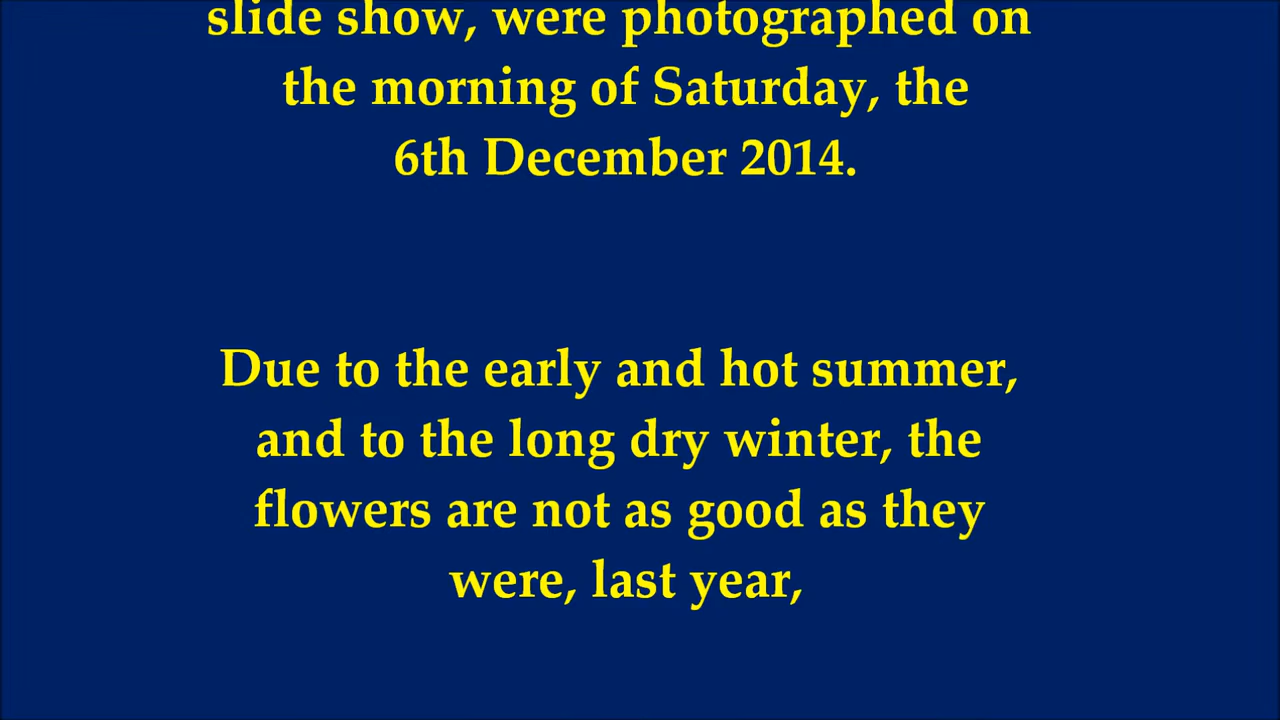 slide show, were photographed on
the morning of Saturday, the
6th December 2014.
Due to the early and hot summer,
and to the long dry winter, the
flowers are not as good as they
were, last year,